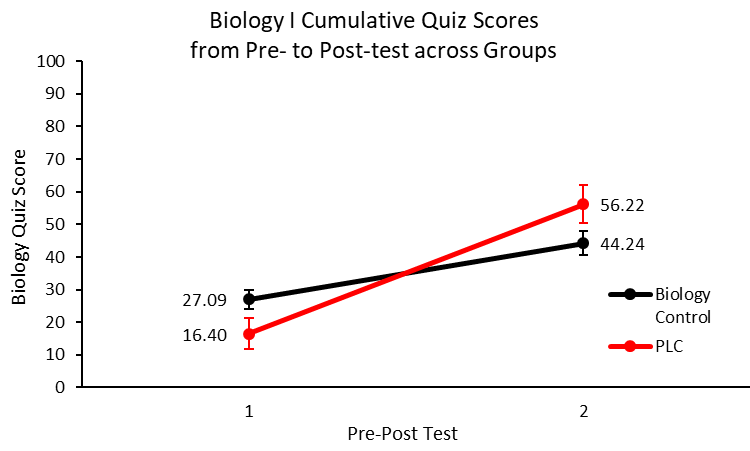 Biology I Cumulative Quiz Scores
from Pre- to Post-test across Groups
100
90
80
70
60
50
40
30
20
10
0
Biology Quiz Score
27.09
16.40
56.22
44.24
Biology
Control
PLC
1
2
Pre-Post Test